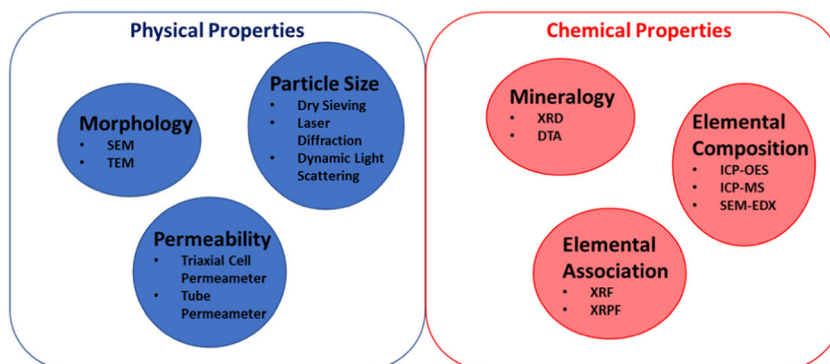 Physical Properties
Morphology
• SEM
• TEM
Particle Size
• Dry Sieving
• Laser
Diffraction
• Dynamic Light
Scattering
Permeability
• Triaxial Cell
Permeameter
• Tube
Permeameter
Chemical Properties
Mineralogy
• XRD
• DTA
Elemental
Composition
• ICP-OES
• ICP-MS
• SEM-EDX
Elemental
Association
• XRF
• XRPF